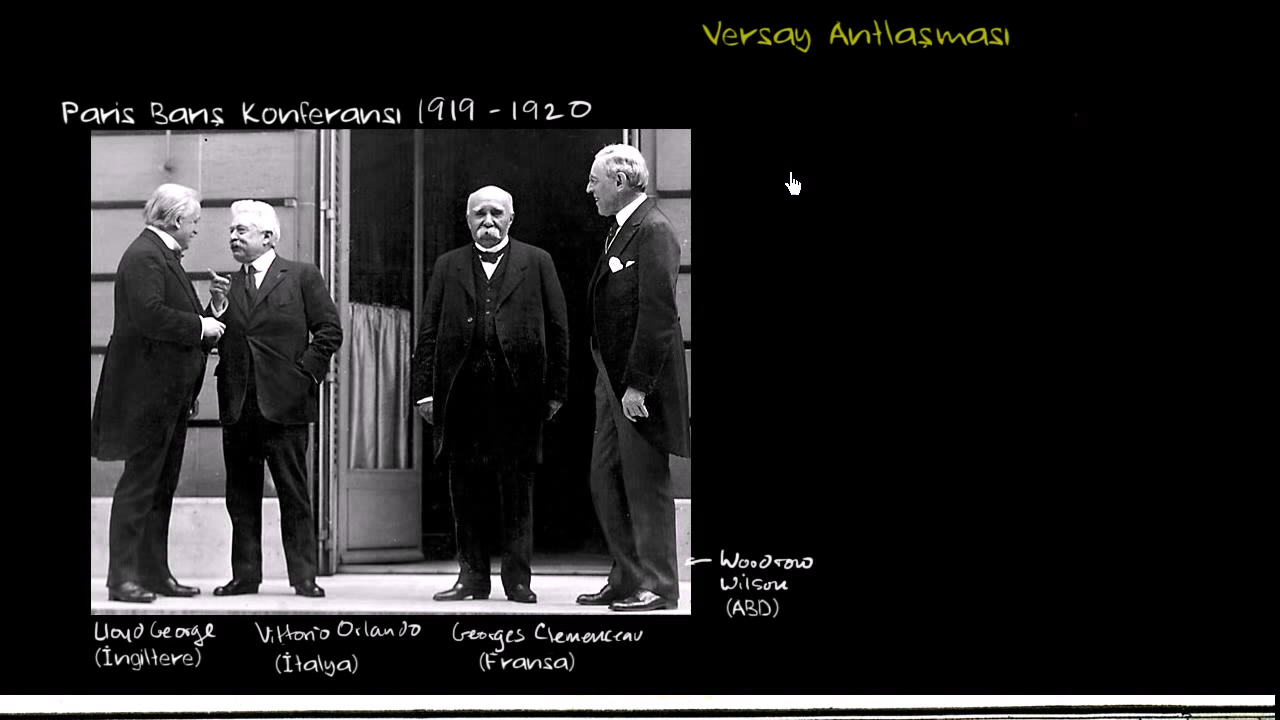 Versay Antlaşması
Paris Barış Konferansı 1919 - 1920
Woodrow
Wilson
(ABD)
Lloyd George
(İngiltere)
Vittorio Orlando
(İtalya)
Georges Clemenceau
(Fransa)